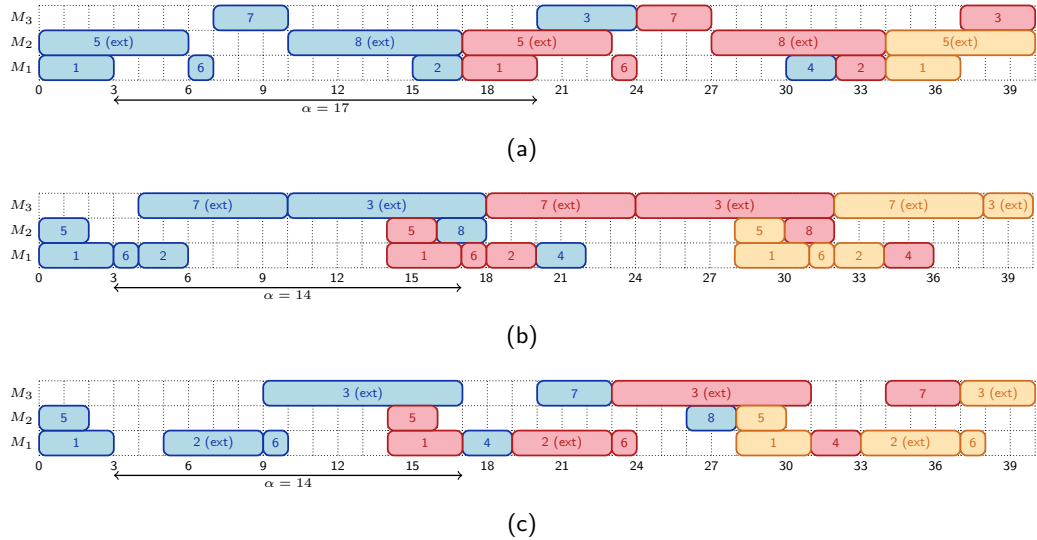 M3 7 3 7 3
M2 5 (ext) 8 (ext) 5 (ext) 8 (ext) 5(ext)
M1 1 6 2 1 6 4 2 1
0 3 6 9 12 15 18 21 24 27 30 33 36 39
α = 17
(a)
M3 7 (ext) 3 (ext) 7 (ext) 3 (ext) 7 (ext) 3 (ext)
M2 5 5 8 5 8
M1 1 6 2 1 6 2 4 1 6 2 4
0 3 6 9 12 15 18 21 24 27 30 33 36 39
α = 14
(b)
M3 3 (ext) 7 3 (ext) 7 3 (ext)
M2 5 5 8 5
M1 1 2 (ext) 6 1 4 2 (ext) 6 1 4 2 (ext) 6
0 3 6 9 12 15 18 21 24 27 30 33 36 39
α = 14
(c)